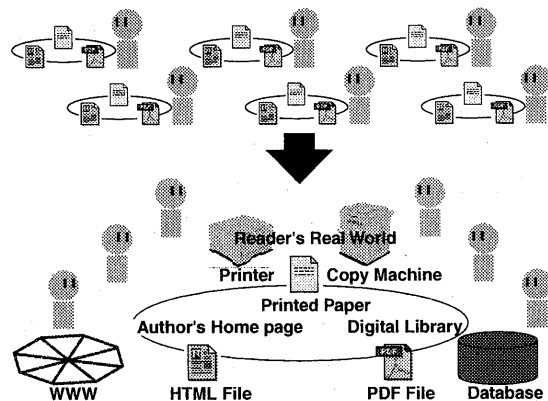 Reader's Real World
Printer
Copy Machine
Printed Paper
Author's Home page
Digital Library
WWW
HTML File
PDF File
Database